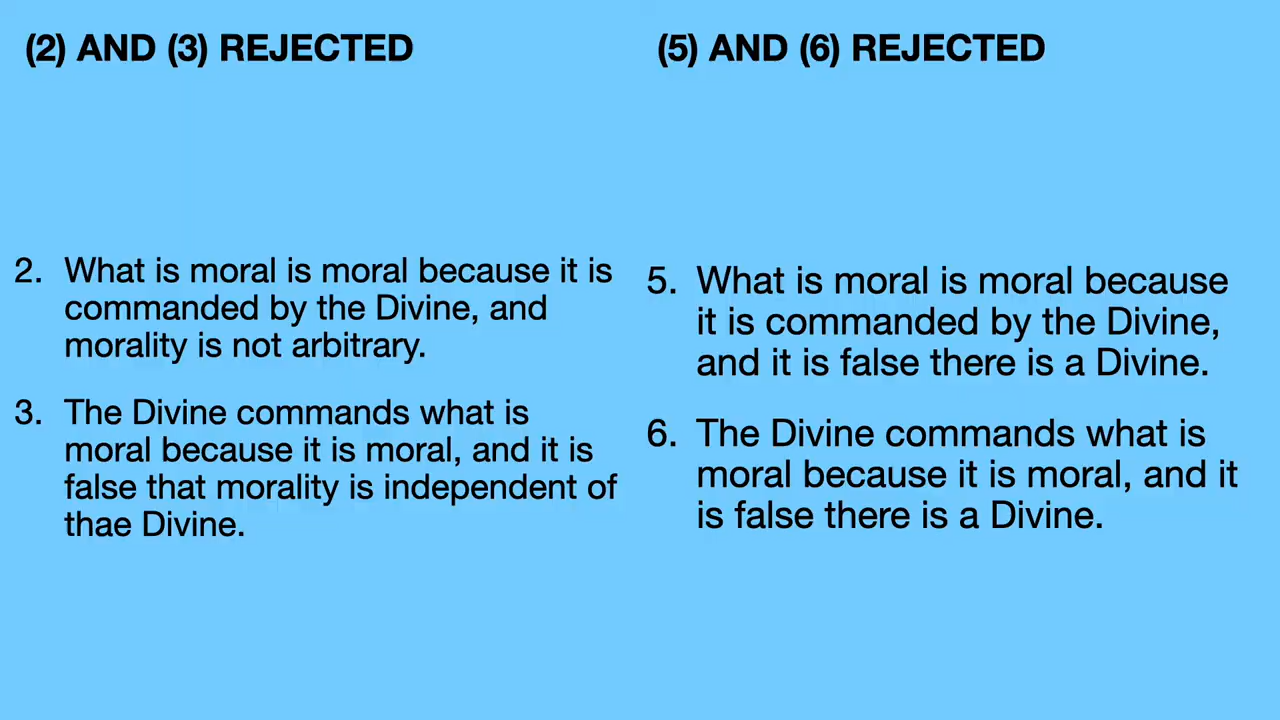 (2) AND (3) REJECTED
2. What is moral is moral because it is
commanded by the Divine, and
morality is not arbitrary.
3. The Divine commands what is
moral because it is moral, and it is
false that morality is independent of
thae Divine.
(5) AND (6) REJECTED
5. What is moral is moral because
it is commanded by the Divine,
and it is false there is a Divine.
6. The Divine commands what is
moral because it is moral, and it
is false there is a Divine.